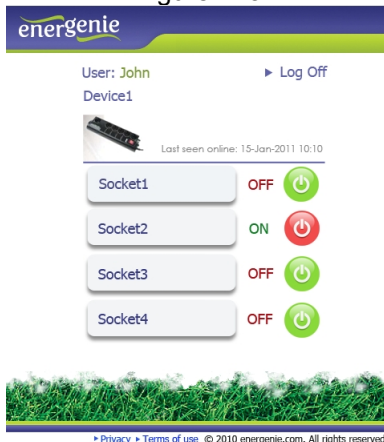 energenie
User: John
Log Off
Device1
Last seen online: 15-Jan-2011 10:10
Socket1 OFF
Socket2 ON
Socket3 OFF
Socket4 OFF
Privacy Terms of use © 2010 energenie.com. All rights reserved